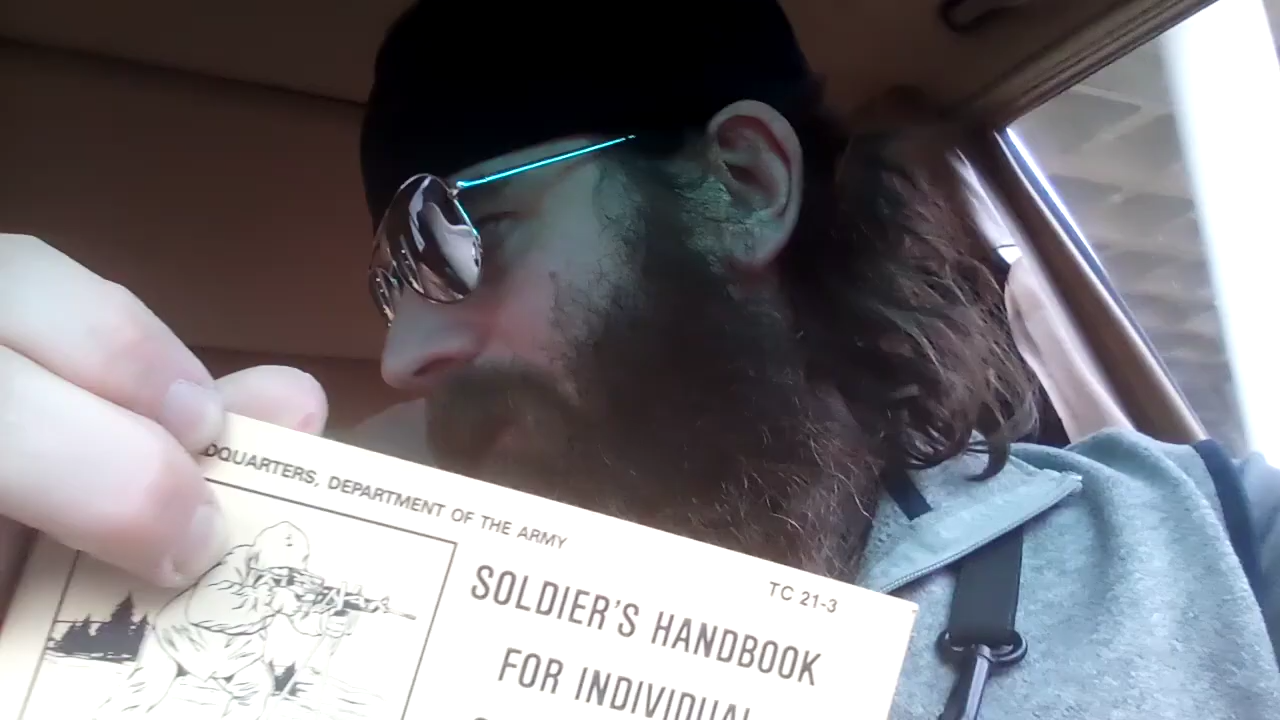 DQUARTERS, DEPARTMENT OF THE ARMY
TC 21-3
SOLDIER'S HANDBOOK
FOR INDIVIDUAL